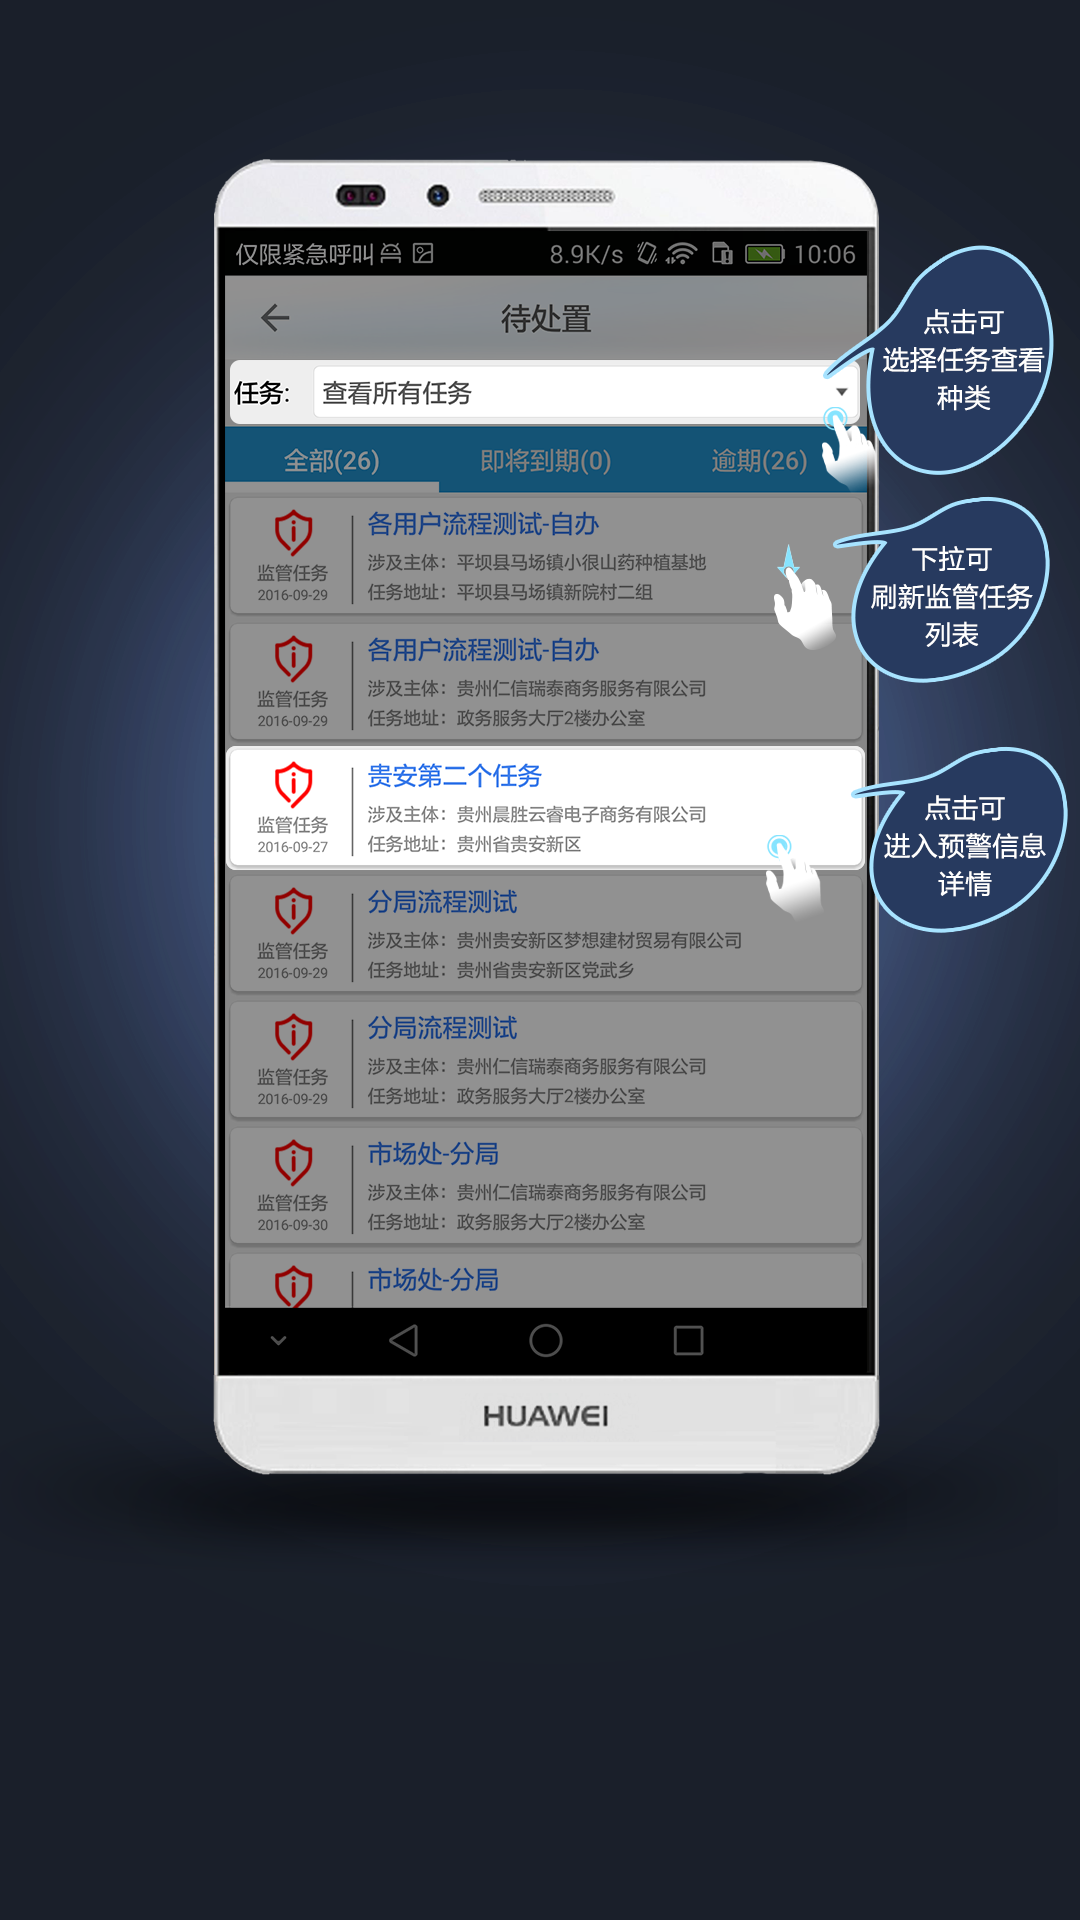 仅限紧急呼叫
8.9K/s
10:06
待处置
任务:
查看所有任务
点击可
选择任务查看
种类
全部(26)
即将到期(0)
逾期(26)
各用户流程测试-自办
涉及主体：平坝县马场镇小很山药种植基地
监管任务
2016-09-29
任务地址：平坝县马场镇新院村二组
下拉可
刷新监管任务
列表
各用户流程测试-自办
涉及主体：贵州仁信瑞泰商务服务有限公司
监管任务
2016-09-29
任务地址：政务服务大厅2楼办公室
贵安第二个任务
涉及主体：贵州晨胜云睿电子商务有限公司
监管任务
2016-09-27
任务地址：贵州省贵安新区
点击可
进入预警信息
详情
分局流程测试
涉及主体：贵州贵安新区梦想建材贸易有限公司
监管任务
2016-09-29
任务地址：贵州省贵安新区党武乡
分局流程测试
涉及主体：贵州仁信瑞泰商务服务有限公司
监管任务
2016-09-29
任务地址：政务服务大厅2楼办公室
市场处-分局
涉及主体：贵州仁信瑞泰商务服务有限公司
监管任务
2016-09-30
任务地址：政务服务大厅2楼办公室
市场处-分局
HUAWEI